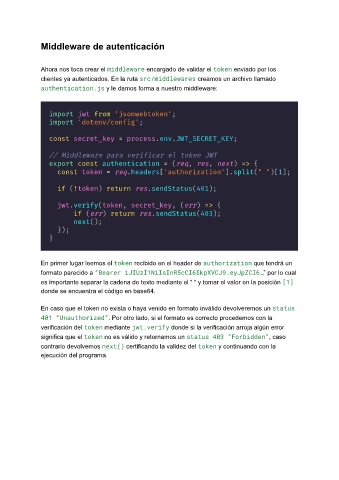 Middleware de autenticación
Ahora nos toca crear el middleware encargado de validar el token enviado por los
clientes ya autenticados. En la ruta src/middlewares creamos un archivo llamado
authentication.js y le damos forma a nuestro middleware:
import jwt from 'jsonwebtoken';
import 'dotenv/config';
const secret_key = process.env.JWT_SECRET_KEY;
// Middleware para verificar el token JWT
export const authentication = (req, res, next) => {
const token = req.headers['authorization'].split(" ")[1];
if (!token) return res.sendStatus(401);
jwt.verify(token, secret_key, (err) => {
if (err) return res.sendStatus(403);
next();
});
}
En primer lugar leemos el token recibido en el header de authorization que tendrá un
formato parecido a "Bearer iJIUzI1NiIsInR5cCI6IkpXVCJ9.eyJpZCI6…" por lo cual
es importante separar la cadena de texto mediante el " " y tomar el valor en la posición [1]
donde se encuentra el código en base64.
En caso que el token no exista o haya venido en formato inválido devolveremos un status
401 "Unauthorized". Por otro lado, si el formato es correcto procedemos con la
verificación del token mediante jwt.verify donde si la verificación arroja algún error
significa que el token no es válido y retornamos un status 403 "Forbidden", caso
contrario devolvemos next() certificando la validez del token y continuando con la
ejecución del programa.